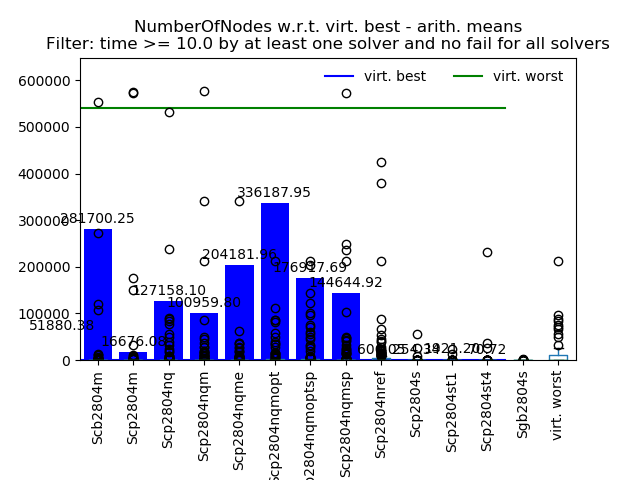 NumberOfNodes w.r.t. virt. best - arith. means
Filter: time >= 10.0 by at least one solver and no fail for all solvers
virt. best
virt. worst
600000
500000
400000
300000
200000
100000
0
51880.38
281700.25
16676.08
127158.10
100959.80
204181.96
336187.95
176917.69
144644.92
Scb2804m
Scp2804m
Scp2804nq
Scp2804nqm
Scp2804nqme
Scp2804nqmopt
p2804nqmoptsp
Scp2804nqmsp
Scp2804nref
Scp2804s
Scp2804st1
Scp2804st4
Sgb2804s
virt. worst